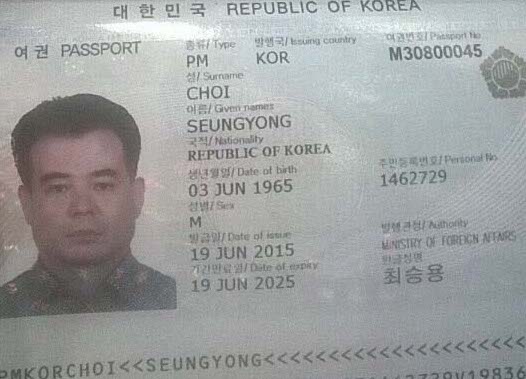 대한민국 REPUBLIC OF KOREA
여권 PASSPORT
종류/ Type 발행국/ Issuing country 여권번호/ Passport No
PM KOR M30800045
성/ Surname
CHOI
이름/ Given names
SEUNGYONG
국적/ Nationality
REPUBLIC OF KOREA
생년월일/ Date of birth 주민등록번호/ Personal No
03 JUN 1965 1462729
성별/ Sex
M
발급일/ Date of issue 발행관청/ Authority
19 JUN 2015 MINISTRY OF FOREIGN AFFAIRS
기간만료일/ Date of expiry 한글성명
19 JUN 2025 최승용
PMKORCHOI<<SEUNGYONG<<<<<<<<<<<<<<<<<<<<